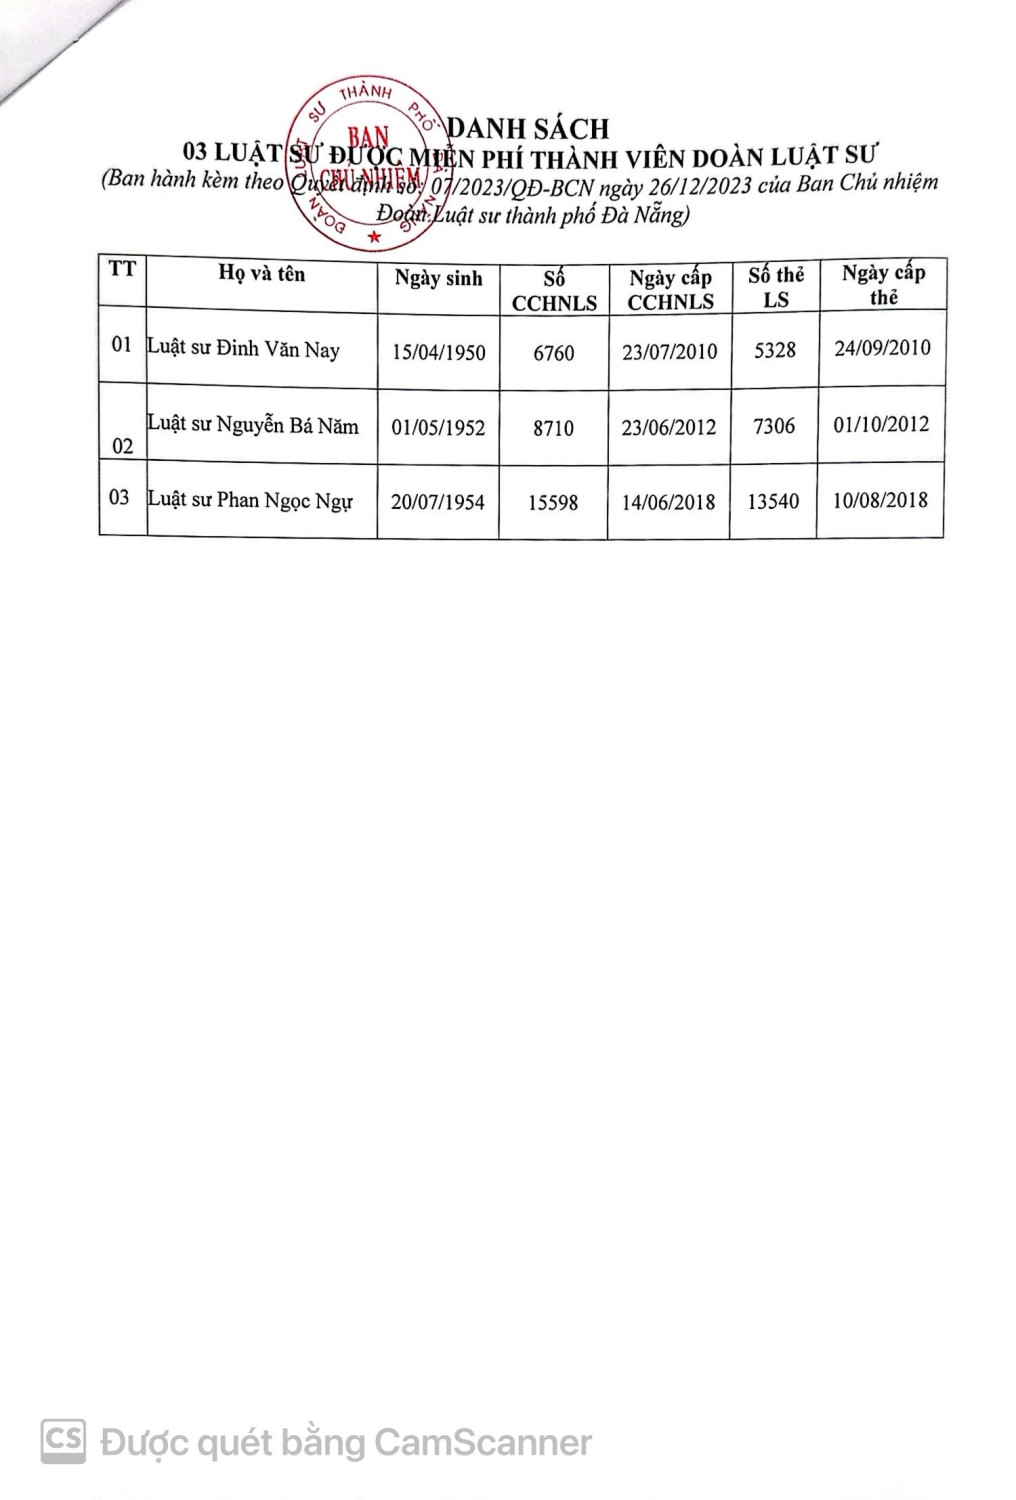 DANH SÁCH
03 LUẬT SƯ ĐƯỢC MIỄN PHÍ THÀNH VIÊN ĐOÀN LUẬT SƯ
(Ban hành kèm theo Quyết định số: 07/2023/QĐ-BCN ngày 26/12/2023 của Ban Chủ nhiệm
Đoàn Luật sư thành phố Đà Nẵng)
ĐOÀN LUẬT SƯ THÀNH PHỐ ĐÀ NẴNG
BAN
CHỦ NHIỆM
TT Họ và tên Ngày sinh Số CCHNLS Ngày cấp CCHNLS Số thẻ LS Ngày cấp thẻ
01 Luật sư Đinh Văn Nay 15/04/1950 6760 23/07/2010 5328 24/09/2010
02 Luật sư Nguyễn Bá Năm 01/05/1952 8710 23/06/2012 7306 01/10/2012
03 Luật sư Phan Ngọc Ngự 20/07/1954 15598 14/06/2018 13540 10/08/2018
CS Được quét bằng CamScanner